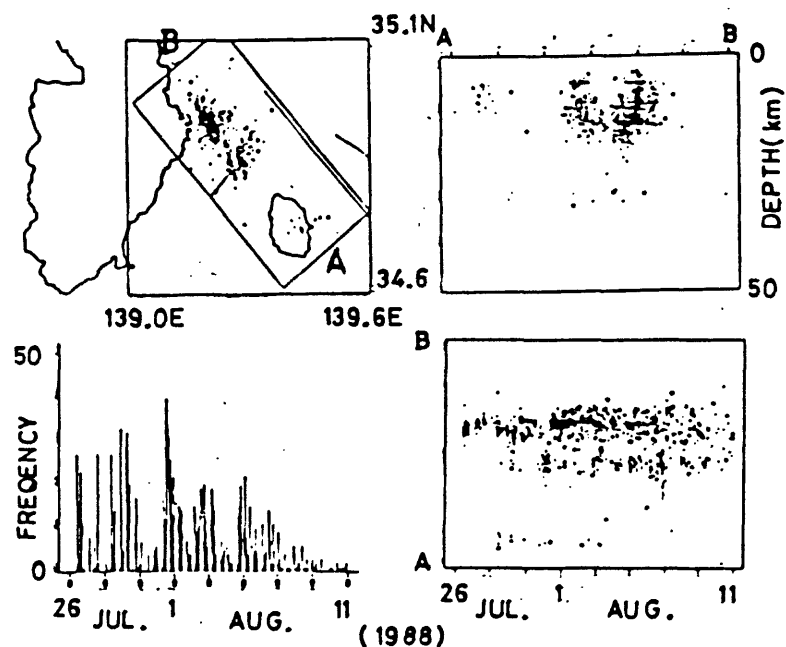 35.1N
B
A
34.6
139.0E 139.6E
A B
0
DEPTH(km)
50
50
FREQENCY
0
26 JUL. 1 AUG. 11
B
A
26 JUL. 1 AUG. 11
(1988)